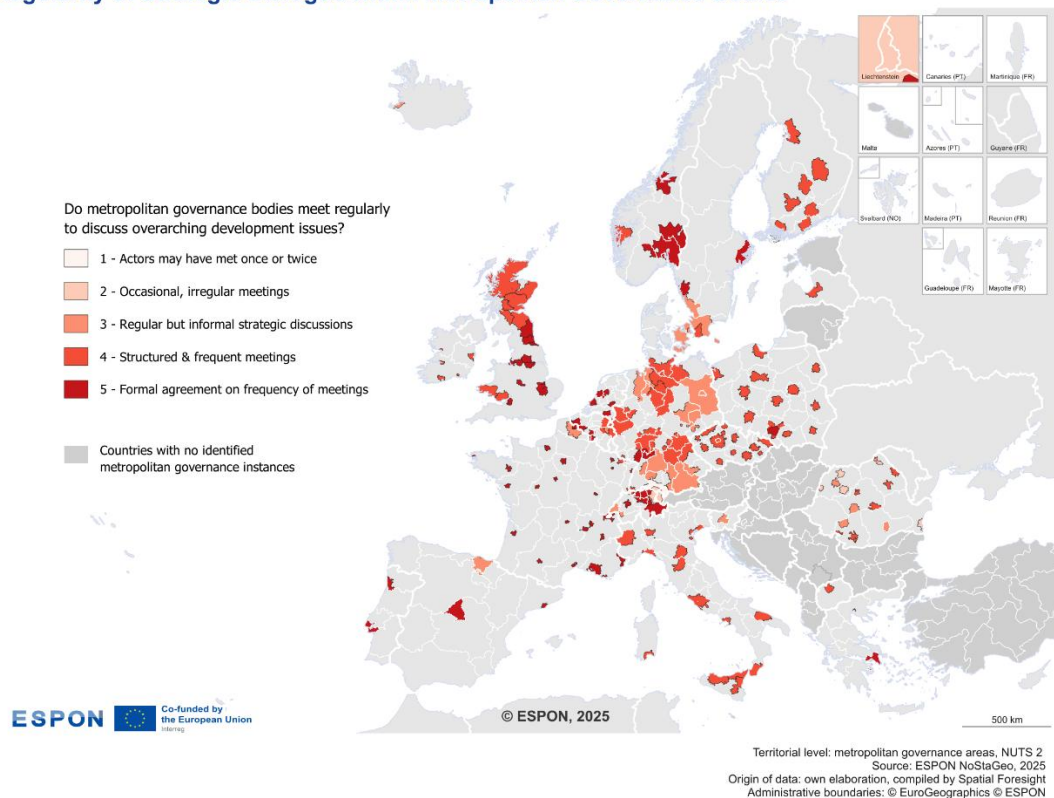 Do metropolitan governance bodies meet regularly
to discuss overarching development issues?
1 - Actors may have met once or twice
2 - Occasional, irregular meetings
3 - Regular but informal strategic discussions
4 - Structured & frequent meetings
5 - Formal agreement on frequency of meetings
Countries with no identified
metropolitan governance instances
Liechtenstein
Canaries (PT)
Martinique (FR)
Malta
Azores (PT)
Guyane (FR)
Svalbard (NO)
Madeira (PT)
Reunion (FR)
Guadeloupe (FR)
Mayotte (FR)
ESPON
Co-funded by
the European Union
Interreg
© ESPON, 2025
500 km
Territorial level: metropolitan governance areas, NUTS 2
Source: ESPON NoStaGeo, 2025
Origin of data: own elaboration, compiled by Spatial Foresight
Administrative boundaries: © EuroGeographics © ESPON